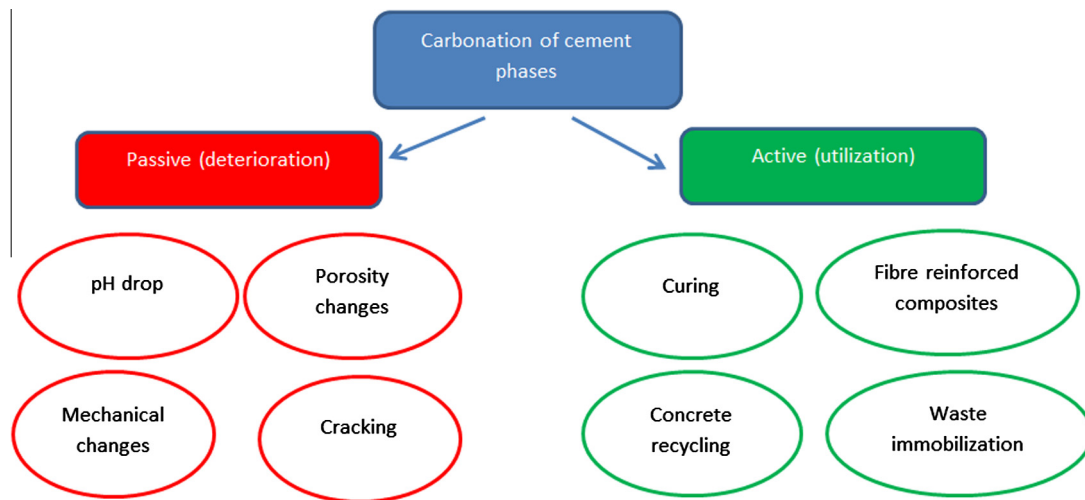 Carbonation of cement
phases
Passive (deterioration)
Active (utilization)
pH drop
Porosity
changes
Curing
Fibre reinforced
composites
Mechanical
changes
Cracking
Concrete
recycling
Waste
immobilization